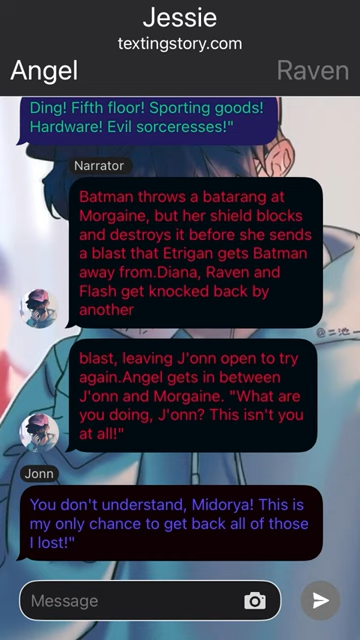 Jessie
textingstory.com
Angel
Raven
Ding! Fifth floor! Sporting goods!
Hardware! Evil sorceresses!"
Narrator
Batman throws a batarang at
Morgaine, but her shield blocks
and destroys it before she sends
a blast that Etrigan gets Batman
away from.Diana, Raven and
Flash get knocked back by
another
blast, leaving J'onn open to try
again.Angel gets in between
J'onn and Morgaine. "What are
you doing, J'onn? This isn't you
at all!"
Jonn
You don't understand, Midorya! This is
my only chance to get back all of those
I lost!"
Message